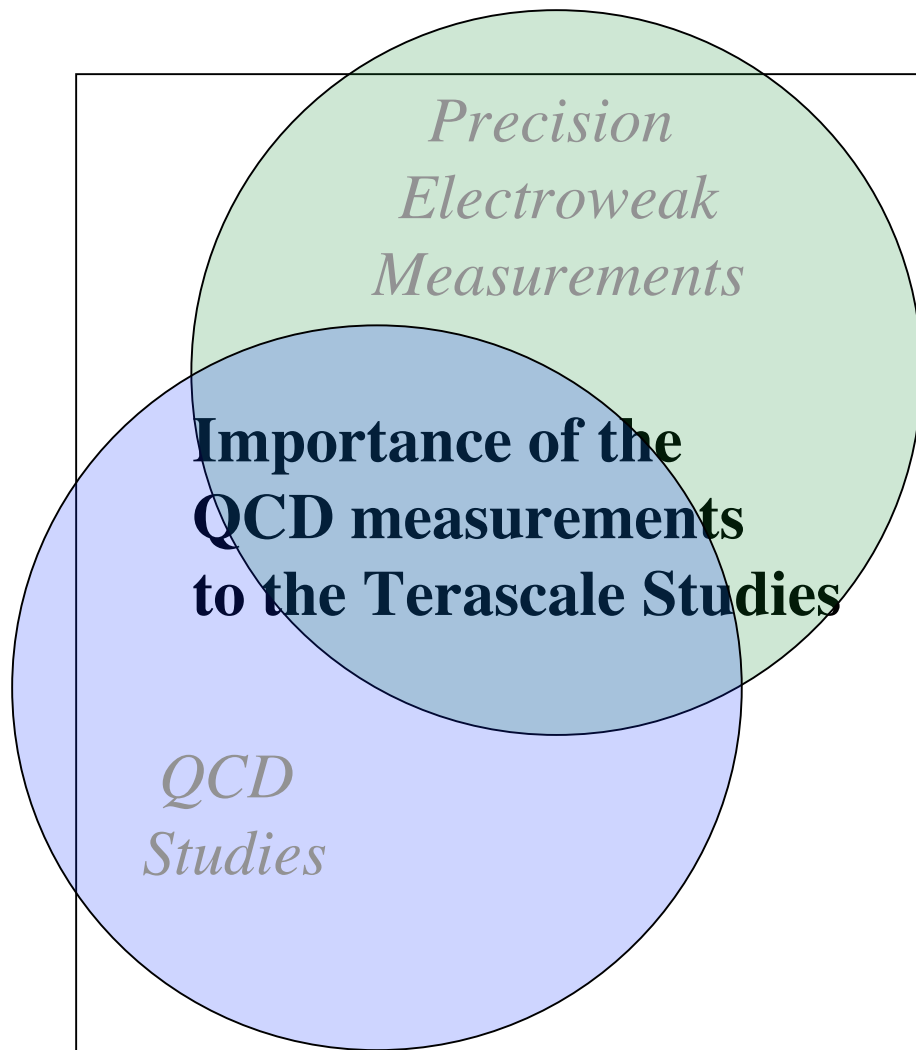 Precision
Electroweak
Measurements
Importance of the
QCD measurements
to the Terascale Studies
QCD
Studies